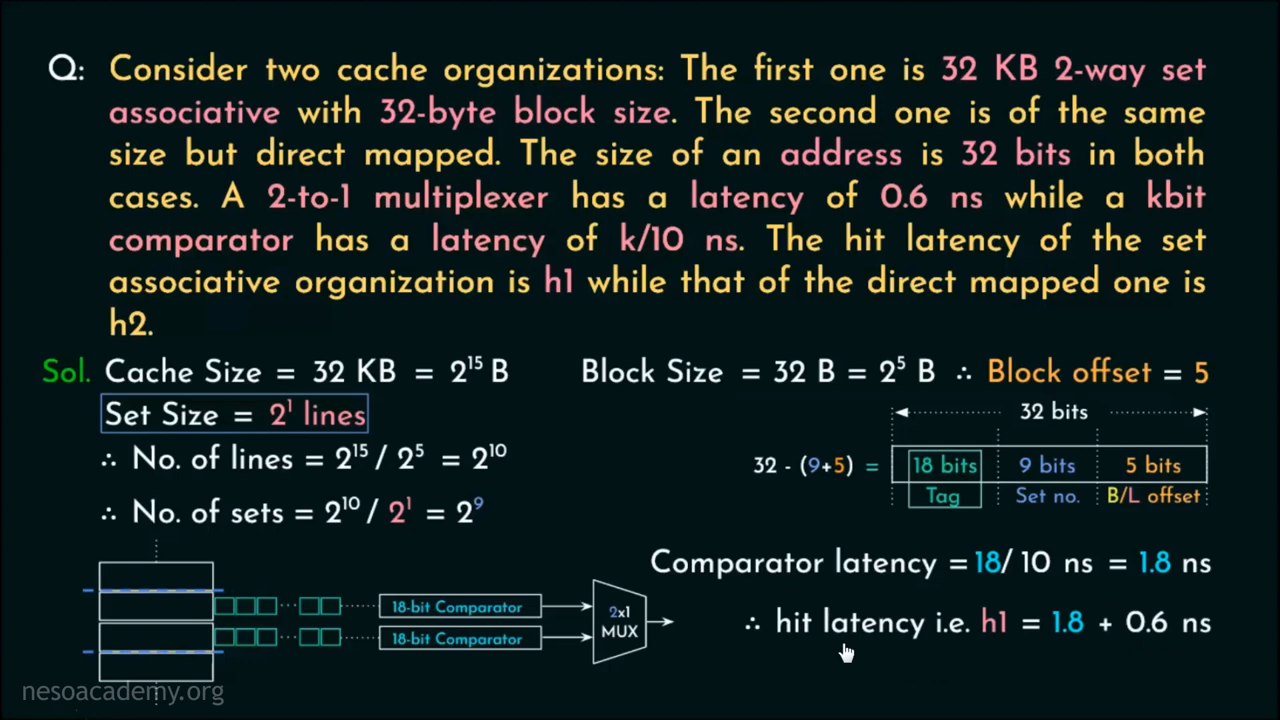 Q: Consider two cache organizations: The first one is 32 KB 2-way set
associative with 32-byte block size. The second one is of the same
size but direct mapped. The size of an address is 32 bits in both
cases. A 2-to-1 multiplexer has a latency of 0.6 ns while a kbit
comparator has a latency of k/10 ns. The hit latency of the set
associative organization is h1 while that of the direct mapped one is
h2.
Sol. Cache Size = 32 KB = 2¹⁵ B
Block Size = 32 B = 2⁵ B ∴ Block offset = 5
Set Size = 2¹ lines
∴ No. of lines = 2¹⁵ / 2⁵ = 2¹⁰
∴ No. of sets = 2¹⁰ / 2¹ = 2⁹
32 bits
32 - (9+5) = 18 bits 9 bits 5 bits
Tag Set no. B/L offset
Comparator latency = 18/ 10 ns = 1.8 ns
∴ hit latency i.e. h1 = 1.8 + 0.6 ns
18-bit Comparator
18-bit Comparator
2x1
MUX
nesoacademy.org